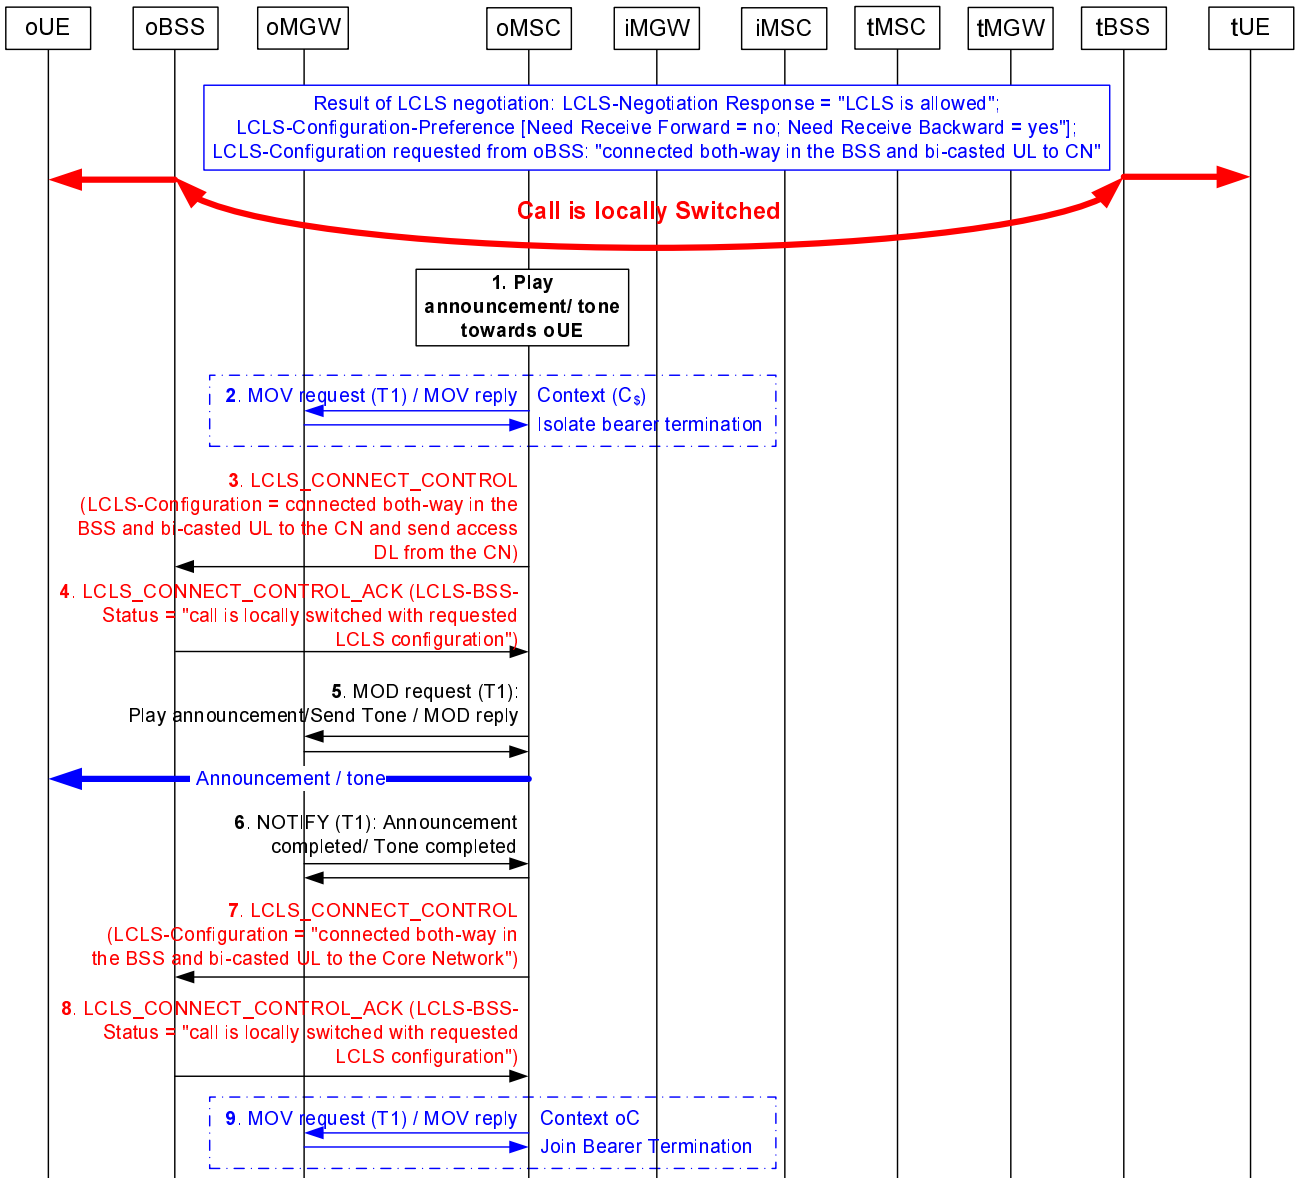 oUE oBSS oMGW oMSC iMGW iMSC tMSC tMGW tBSS tUE
Result of LCLS negotiation: LCLS-Negotiation Response = "LCLS is allowed";
LCLS-Configuration-Preference [Need Receive Forward = no; Need Receive Backward = yes"];
LCLS-Configuration requested from oBSS: "connected both-way in the BSS and bi-casted UL to CN"
Call is locally Switched
1. Play
announcement/ tone
towards oUE
2. MOV request (T1) / MOV reply Context (C$)
Isolate bearer termination
3. LCLS_CONNECT_CONTROL
(LCLS-Configuration = connected both-way in the
BSS and bi-casted UL to the CN and send access
DL from the CN)
4. LCLS_CONNECT_CONTROL_ACK (LCLS-BSS-
Status = "call is locally switched with requested
LCLS configuration")
5. MOD request (T1):
Play announcement/Send Tone / MOD reply
Announcement / tone
6. NOTIFY (T1): Announcement
completed/ Tone completed
7. LCLS_CONNECT_CONTROL
(LCLS-Configuration = "connected both-way in
the BSS and bi-casted UL to the Core Network")
8. LCLS_CONNECT_CONTROL_ACK (LCLS-BSS-
Status = "call is locally switched with requested
LCLS configuration")
9. MOV request (T1) / MOV reply Context oC
Join Bearer Termination